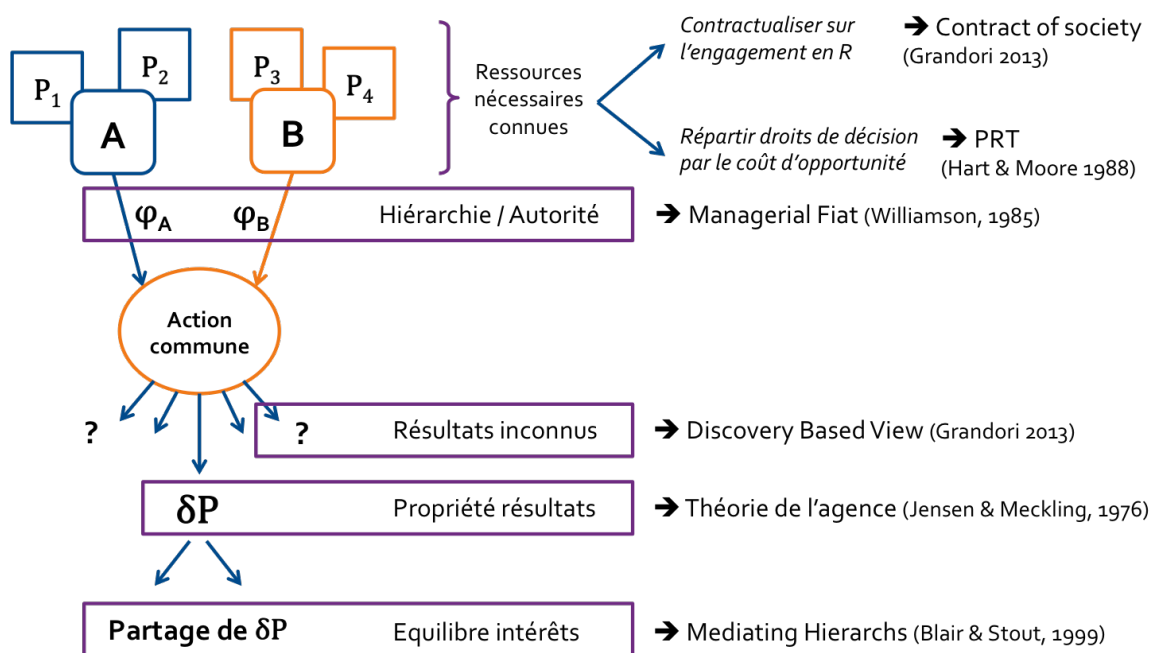 P₁
P₂
A
P₃
P₄
B
Ressources
nécessaires
connues
Contractualiser sur
l'engagement en R
➔ Contract of society
(Grandori 2013)
Répartir droits de décision
par le coût d'opportunité
➔ PRT
(Hart & Moore 1988)
φA φB Hiérarchie / Autorité ➔ Managerial Fiat (Williamson, 1985)
Action
commune
? ? Résultats inconnus ➔ Discovery Based View (Grandori 2013)
δP Propriété résultats ➔ Théorie de l'agence (Jensen & Meckling, 1976)
Partage de δP Equilibre intérêts ➔ Mediating Hierarchs (Blair & Stout, 1999)